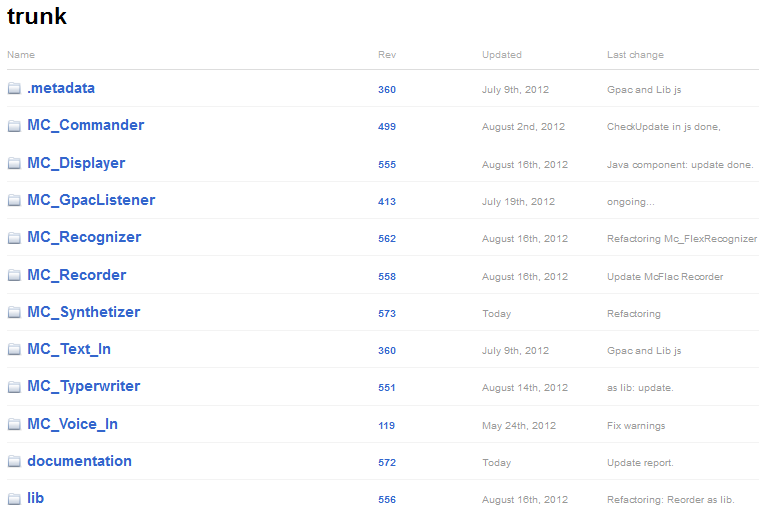 trunk
Name Rev Updated Last change
.metadata 360 July 9th, 2012 Gpac and Lib js
MC_Commander 499 August 2nd, 2012 CheckUpdate in js done,
MC_Displayer 555 August 16th, 2012 Java component: update done.
MC_GpacListener 413 July 19th, 2012 ongoing...
MC_Recognizer 562 August 16th, 2012 Refactoring Mc_FlexRecognizer
MC_Recorder 558 August 16th, 2012 Update McFlac Recorder
MC_Synthetizer 573 Today Refactoring
MC_Text_In 360 July 9th, 2012 Gpac and Lib js
MC_Typerwriter 551 August 14th, 2012 as lib: update.
MC_Voice_In 119 May 24th, 2012 Fix warnings
documentation 572 Today Update report.
lib 556 August 16th, 2012 Refactoring: Reorder as lib.